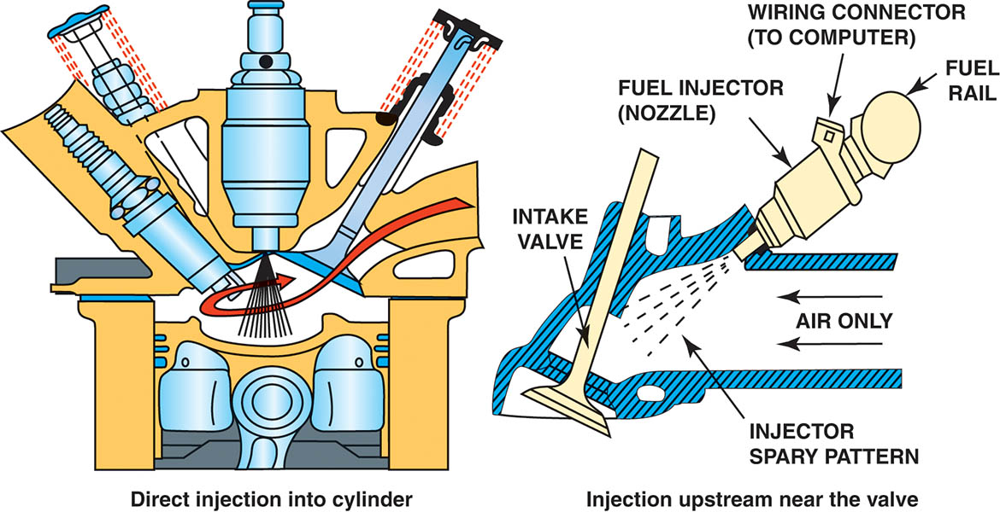 WIRING CONNECTOR
(TO COMPUTER)
FUEL
RAIL
FUEL INJECTOR
(NOZZLE)
INTAKE
VALVE
AIR ONLY
INJECTOR
SPARY PATTERN
Direct injection into cylinder
Injection upstream near the valve